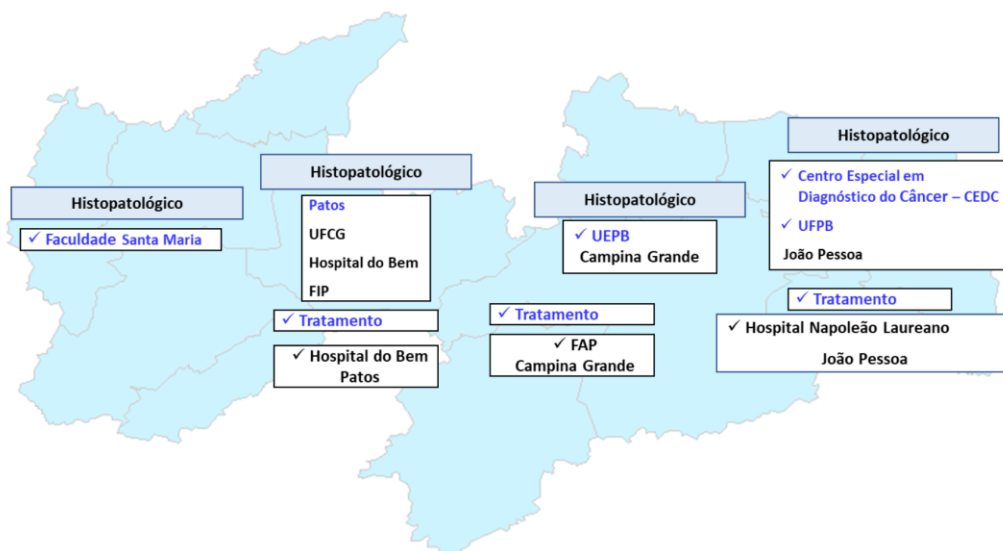 Histopatológico
✓ Faculdade Santa Maria
Histopatológico
Patos
UFCG
Hospital do Bem
FIP
✓ Tratamento
✓ Hospital do Bem
Patos
Histopatológico
✓ UEPB
Campina Grande
✓ Tratamento
✓ FAP
Campina Grande
Histopatológico
✓ Centro Especial em
Diagnóstico do Câncer – CEDC
✓ UFPB
João Pessoa
✓ Tratamento
✓ Hospital Napoleão Laureano
João Pessoa